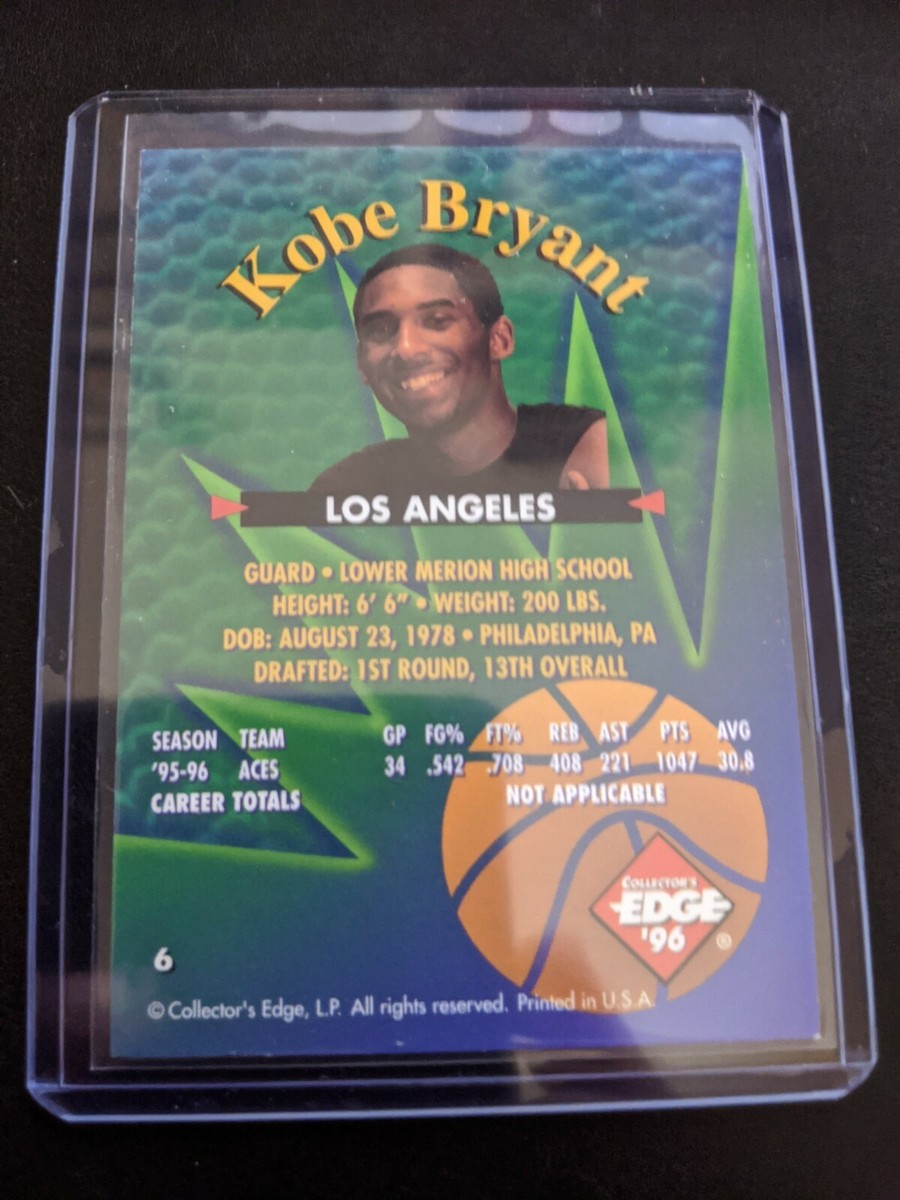 Kobe Bryant
LOS ANGELES
GUARD • LOWER MERION HIGH SCHOOL
HEIGHT: 6' 6" • WEIGHT: 200 LBS.
DOB: AUGUST 23, 1978 • PHILADELPHIA, PA
DRAFTED: 1ST ROUND, 13TH OVERALL
SEASON TEAM GP FG% FT% REB AST PTS AVG
'95-96 ACES 34 .542 .708 408 221 1047 30.8
CAREER TOTALS NOT APPLICABLE
COLLECTOR'S
EDGE
'96 ®
6
© Collector's Edge, L.P. All rights reserved. Printed in U.S.A.